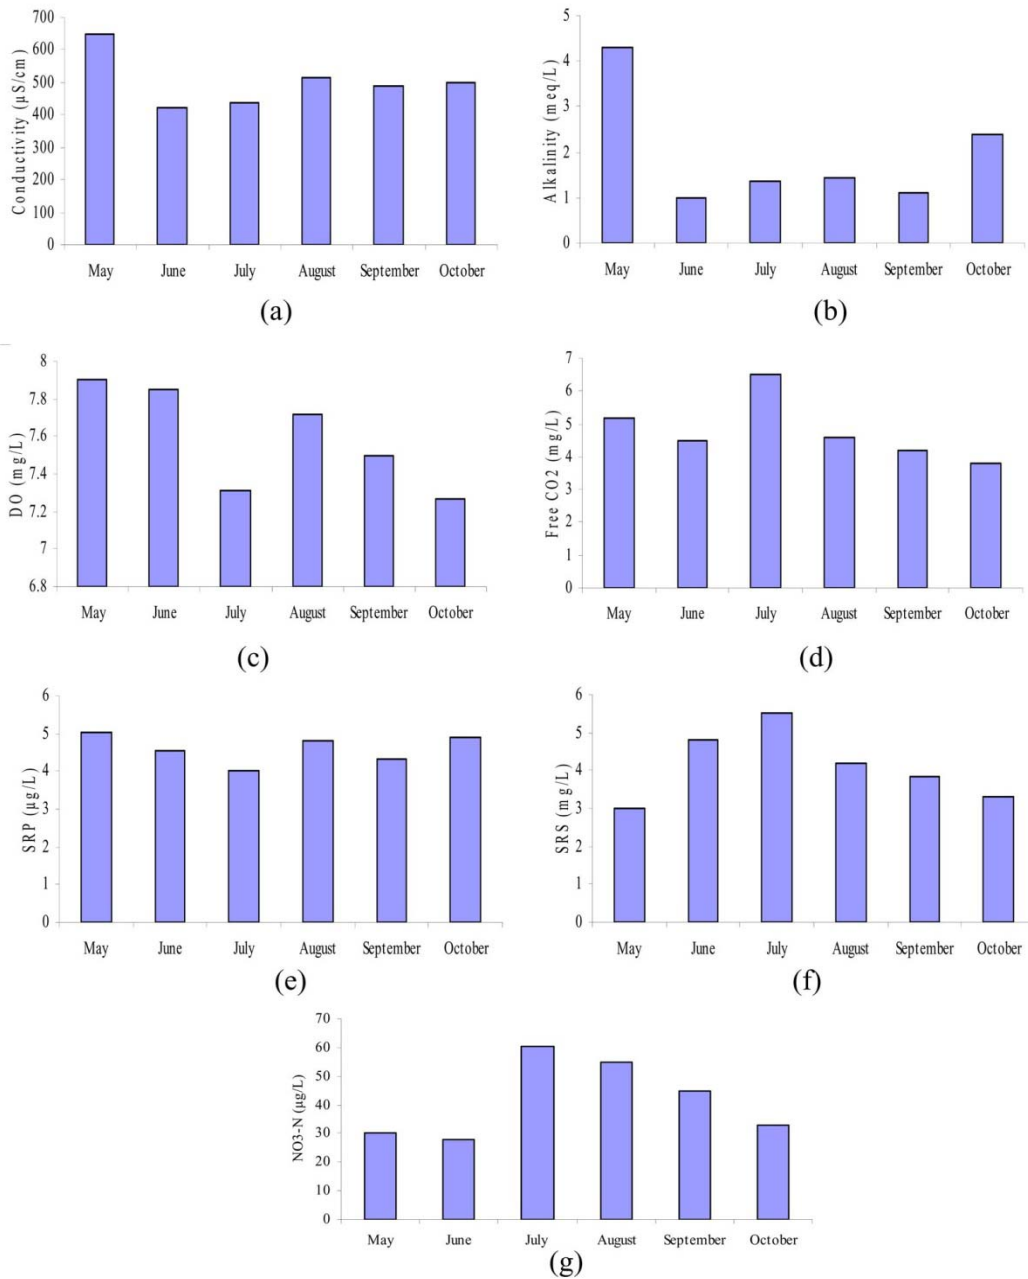 Conductivity (µS/cm)
700
600
500
400
300
200
100
0
May June July August September October
(a)
Alkalinity (meq/L)
5
4
3
2
1
0
May June July August September October
(b)
DO (mg/L)
8
7.8
7.6
7.4
7.2
7
6.8
May June July August September October
(c)
Free CO2 (mg/L)
7
6
5
4
3
2
1
0
May June July August September October
(d)
SRP (µg/L)
6
5
4
3
2
1
0
May June July August September October
(e)
SRS (mg/L)
6
5
4
3
2
1
0
May June July August September October
(f)
NO3-N (µg/L)
70
60
50
40
30
20
10
0
May June July August September October
(g)